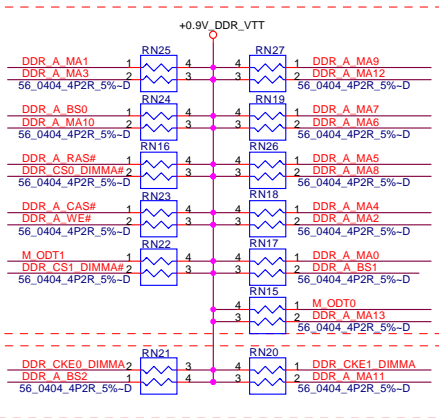 +0.9V_DDR_VTT
RN25 RN27
DDR_A_MA1 1 4 4 1 DDR_A_MA9
DDR_A_MA3 2 3 3 2 DDR_A_MA12
56_0404_4P2R_5%~D 56_0404_4P2R_5%~D
RN24 RN19
DDR_A_BS0 1 4 4 1 DDR_A_MA7
DDR_A_MA10 2 3 3 2 DDR_A_MA6
56_0404_4P2R_5%~D 56_0404_4P2R_5%~D
RN16 RN26
DDR_A_RAS# 1 4 4 1 DDR_A_MA5
DDR_CS0_DIMMA# 2 3 3 2 DDR_A_MA8
56_0404_4P2R_5%~D 56_0404_4P2R_5%~D
RN23 RN18
DDR_A_CAS# 1 4 4 1 DDR_A_MA4
DDR_A_WE# 2 3 3 2 DDR_A_MA2
56_0404_4P2R_5%~D 56_0404_4P2R_5%~D
RN22 RN17
M_ODT1 1 4 4 1 DDR_A_MA0
DDR_CS1_DIMMA# 2 3 3 2 DDR_A_BS1
56_0404_4P2R_5%~D 56_0404_4P2R_5%~D
RN15
4 1 M_ODT0
3 2 DDR_A_MA13
56_0404_4P2R_5%~D
RN21 RN20
DDR_CKE0_DIMMA 2 3 4 1 DDR_CKE1_DIMMA
DDR_A_BS2 1 4 3 2 DDR_A_MA11
56_0404_4P2R_5%~D 56_0404_4P2R_5%~D